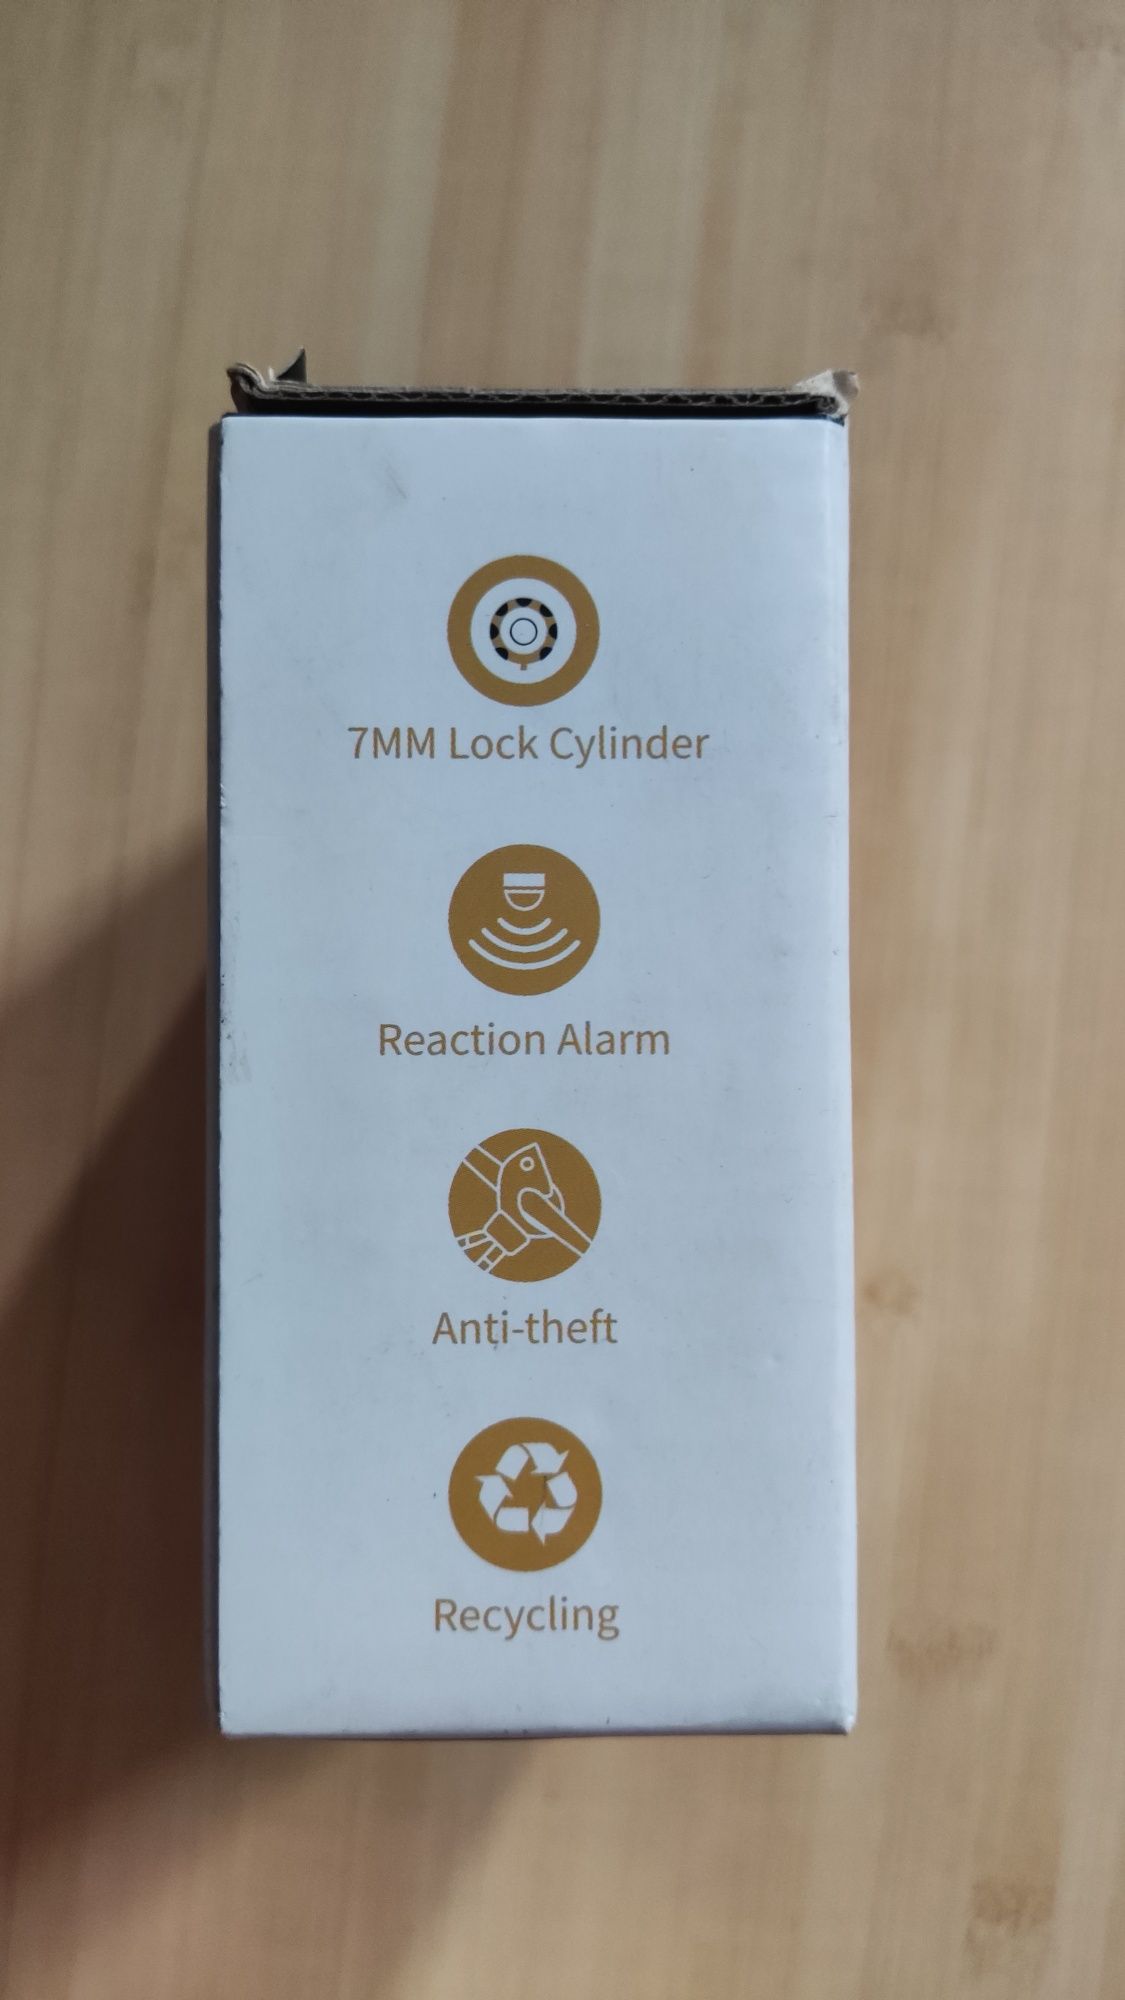 7MM Lock Cylinder
Reaction Alarm
Anti-theft
Recycling